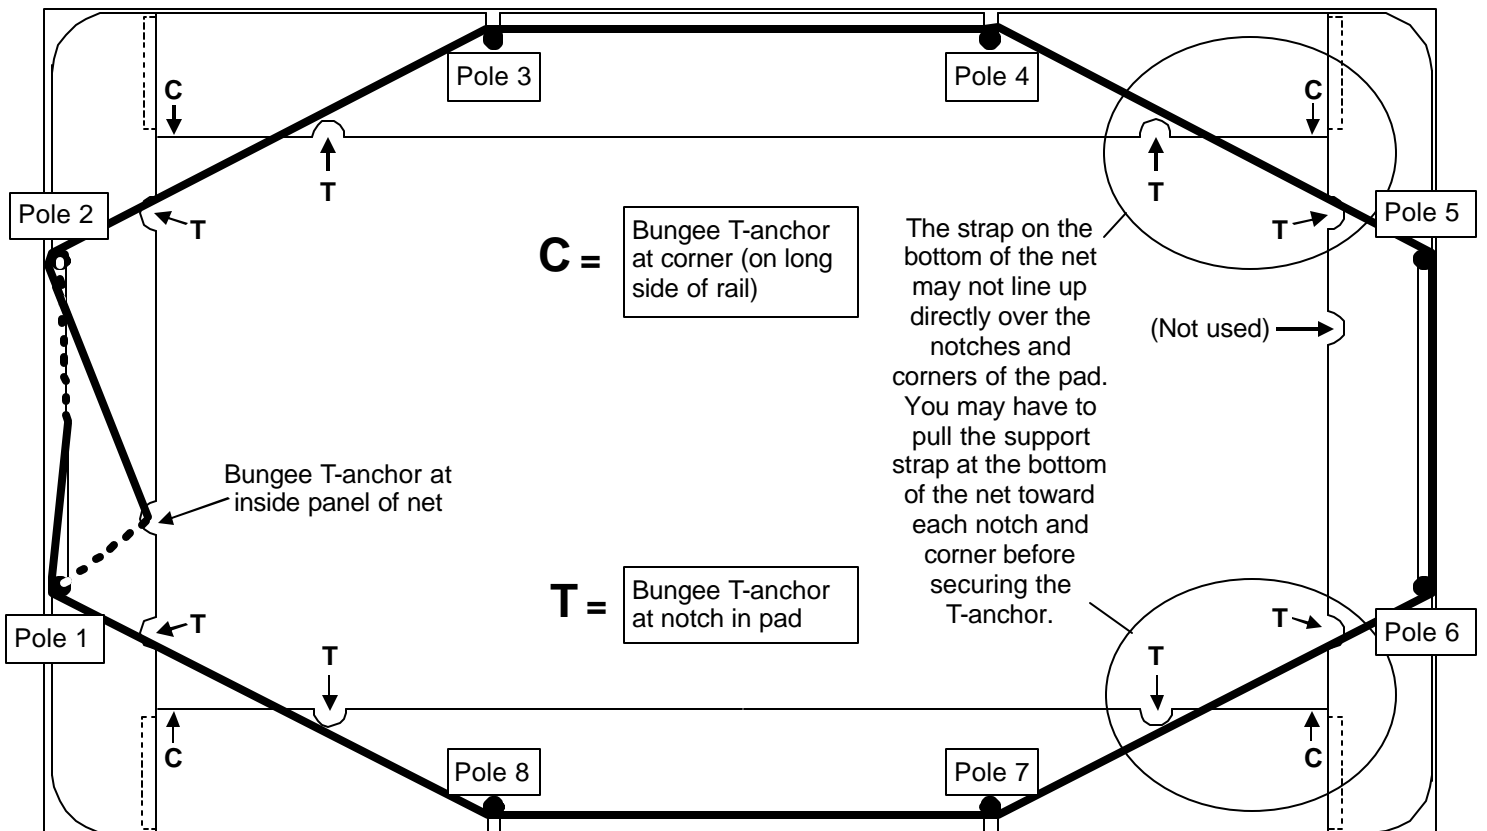 Pole 3
Pole 4
C
C
T
T
Pole 2
T
T
Pole 5
C =
Bungee T-anchor
at corner (on long
side of rail)
The strap on the
bottom of the net
may not line up
directly over the
notches and
corners of the pad.
You may have to
pull the support
strap at the bottom
of the net toward
each notch and
corner before
securing the
T-anchor.
(Not used)
Bungee T-anchor at
inside panel of net
T =
Bungee T-anchor
at notch in pad
Pole 1
T
T
Pole 6
T
T
C
C
Pole 8
Pole 7